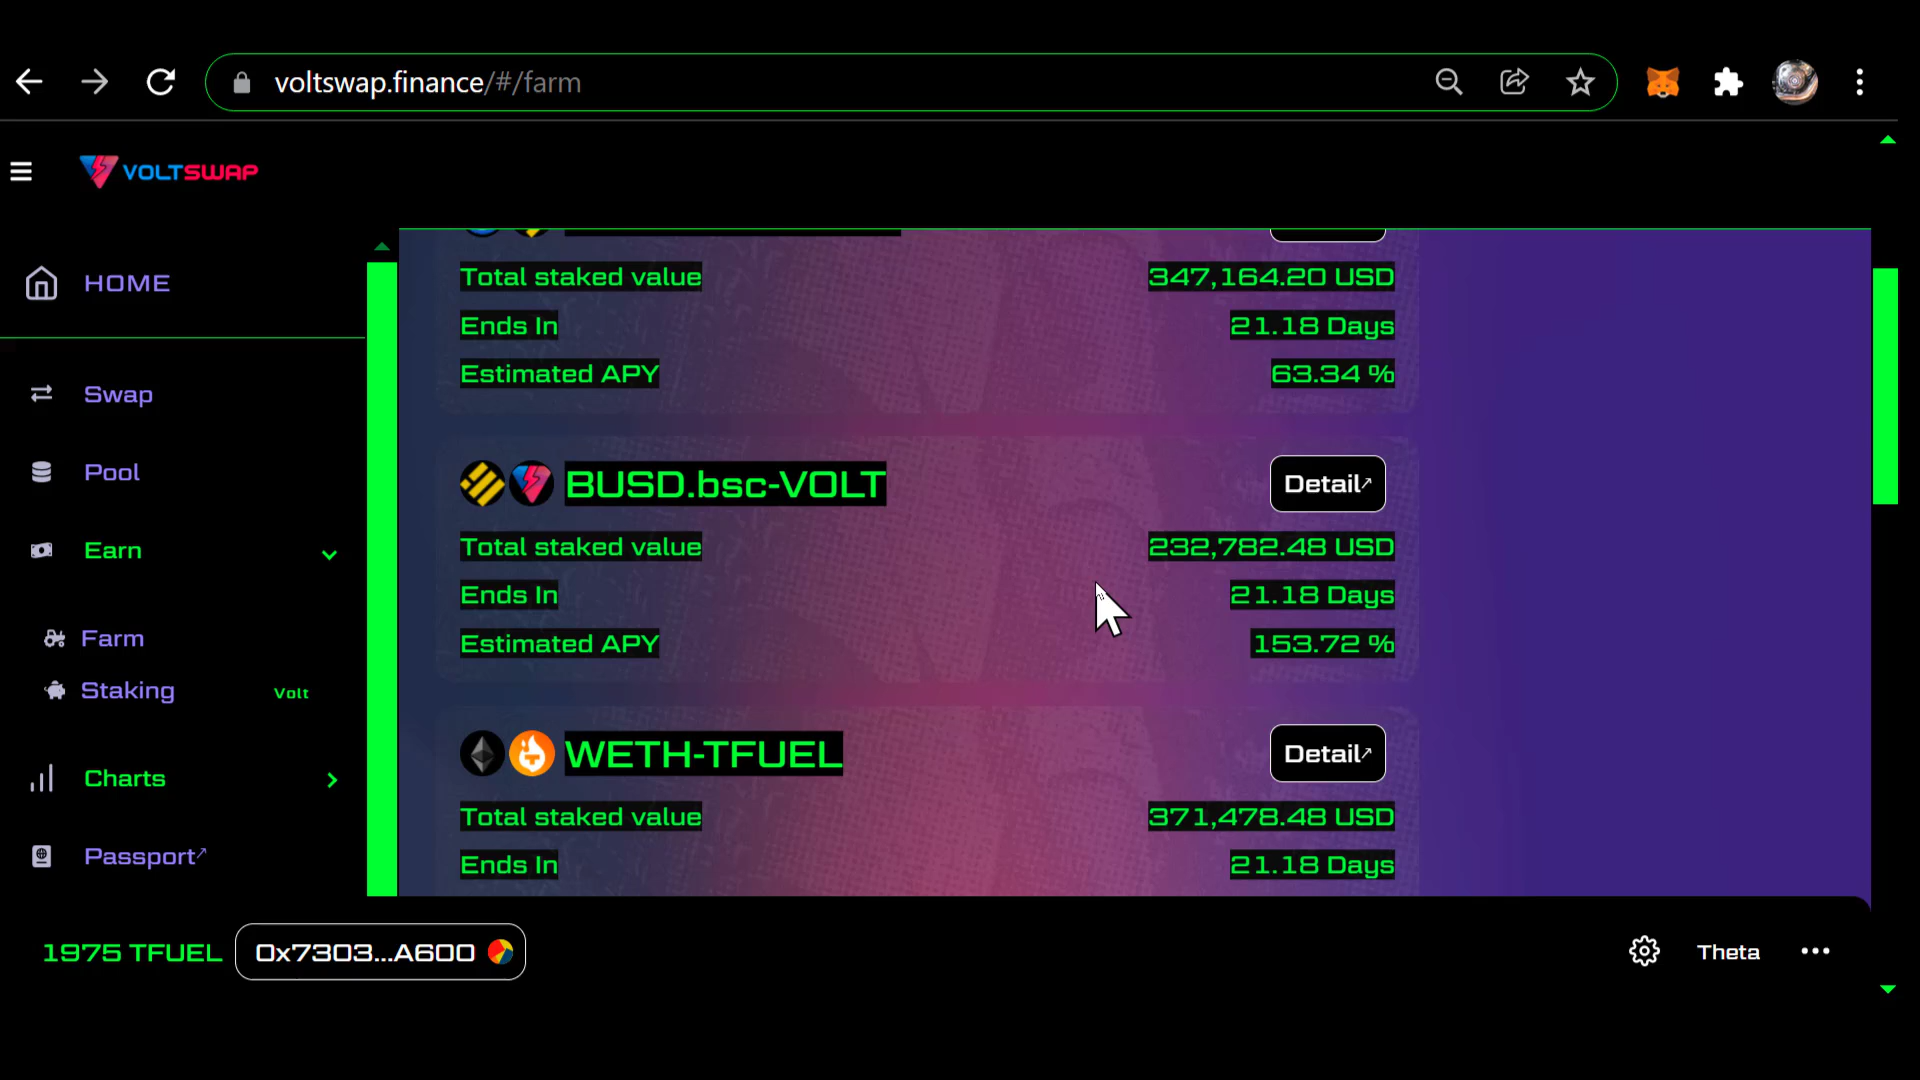 voltswap.finance/#/farm
VOLTSWAP
HOME
Swap
Pool
Earn
Farm
Staking Volt
Charts
Passport↗
Total staked value 347,164.20 USD
Ends In 21.18 Days
Estimated APY 63.34 %
BUSD.bsc-VOLT Detail↗
Total staked value 232,782.48 USD
Ends In 21.18 Days
Estimated APY 153.72 %
WETH-TFUEL Detail↗
Total staked value 371,478.48 USD
Ends In 21.18 Days
1975 TFUEL 0x7303...A600 Theta